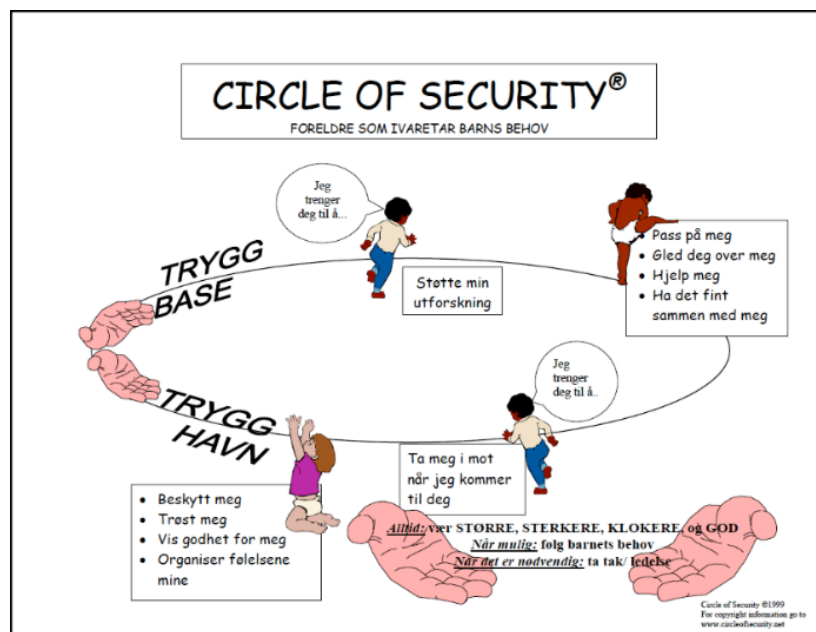 CIRCLE OF SECURITY®
FORELDRE SOM IVARETAR BARNS BEHOV
Jeg
trenger
deg til å...
TRYGG
BASE
Støtte min
utforskning
• Pass på meg
• Gled deg over meg
• Hjelp meg
• Ha det fint
sammen med meg
Jeg
trenger
deg til å..
TRYGG
HAVN
Ta meg i mot
når jeg kommer
til deg
• Beskytt meg
• Trøst meg
• Vis godhet for meg
• Organiser følelsene
mine
Alltid: vær STØRRE, STERKERE, KLOKERE, og GOD
Når mulig: følg barnets behov
Når det er nødvendig: ta tak/ ledelse
Circle of Security ©1999
For copyright information go to
www.circleofsecurity.net